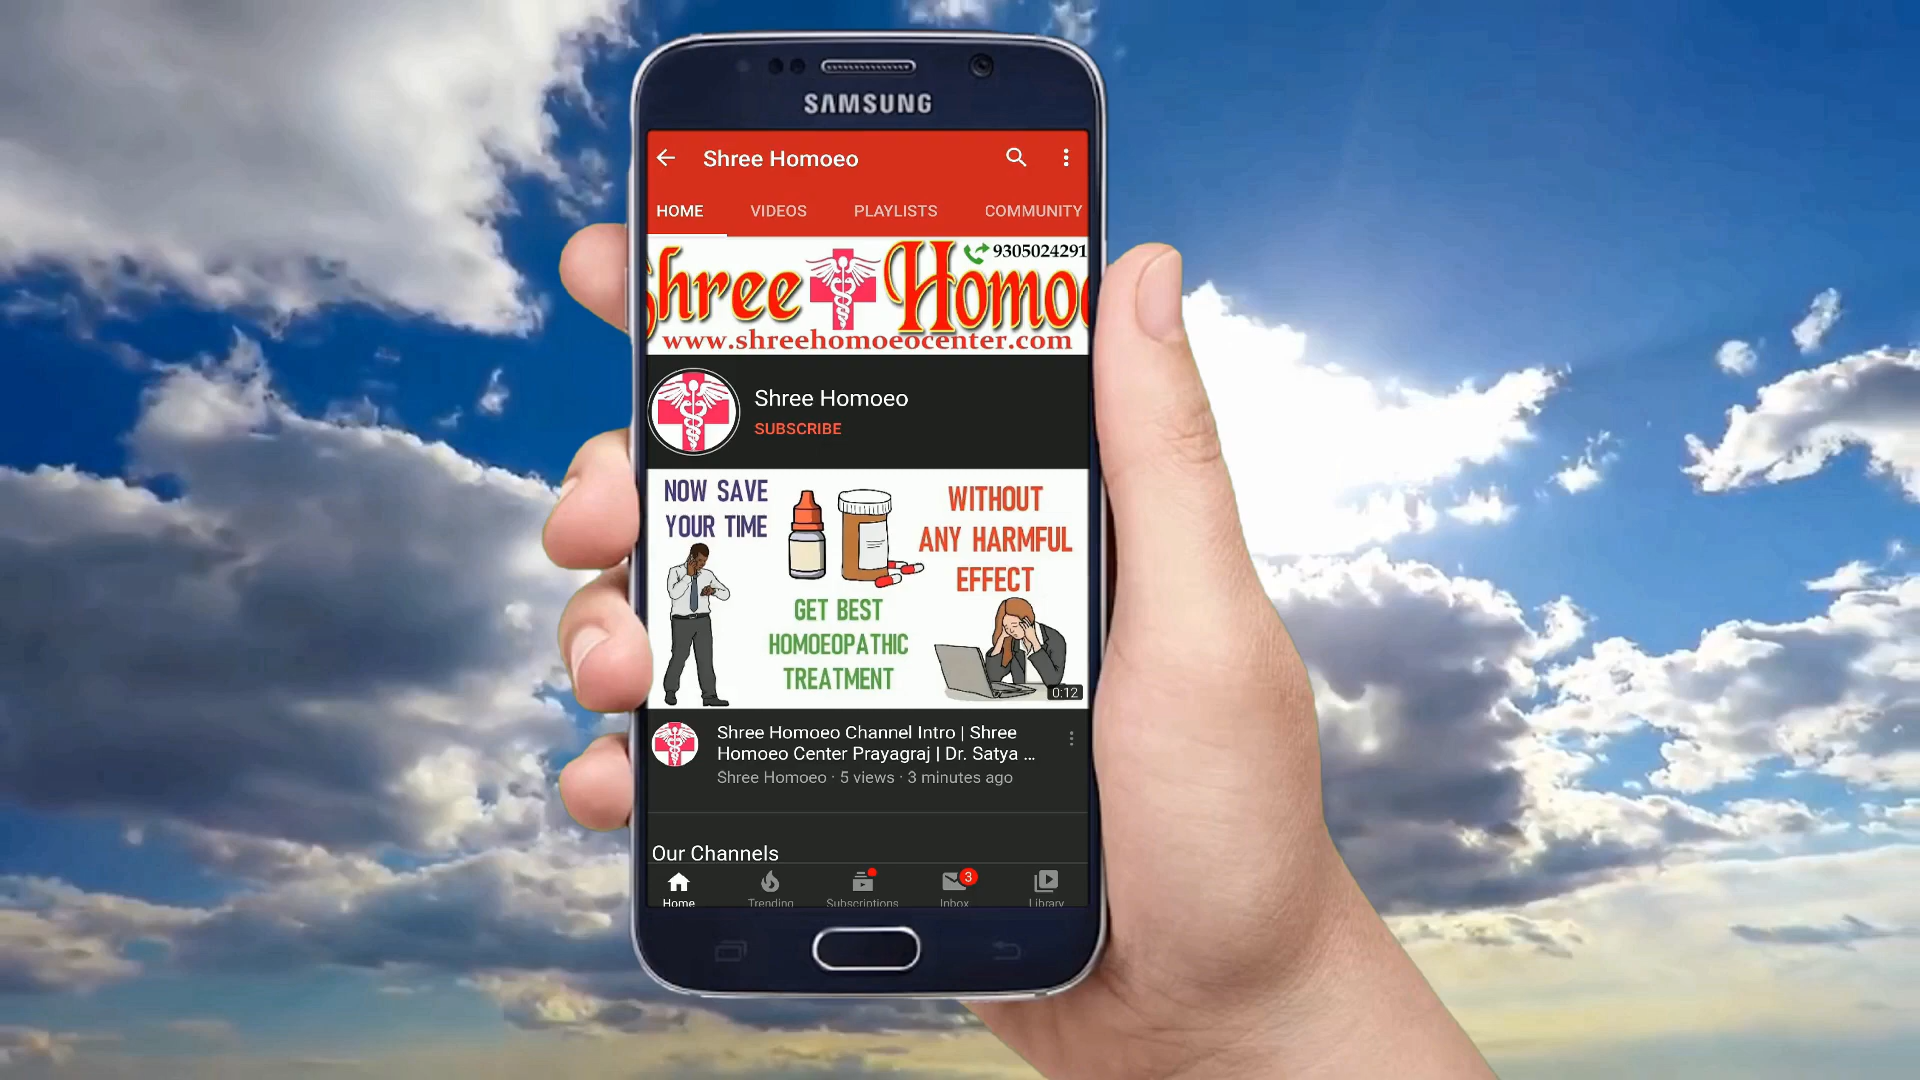 SAMSUNG
Shree Homoeo
HOME VIDEOS PLAYLISTS COMMUNITY
9305024291
Shree Homoe
www.shreehomoeocenter.com
Shree Homoeo
SUBSCRIBE
NOW SAVE
YOUR TIME
WITHOUT
ANY HARMFUL
EFFECT
GET BEST
HOMOEOPATHIC
TREATMENT
0:12
Shree Homoeo Channel Intro | Shree
Homoeo Center Prayagraj | Dr. Satya ...
Shree Homoeo · 5 views · 3 minutes ago
Our Channels
3
Home Trending Subscriptions Inbox Library